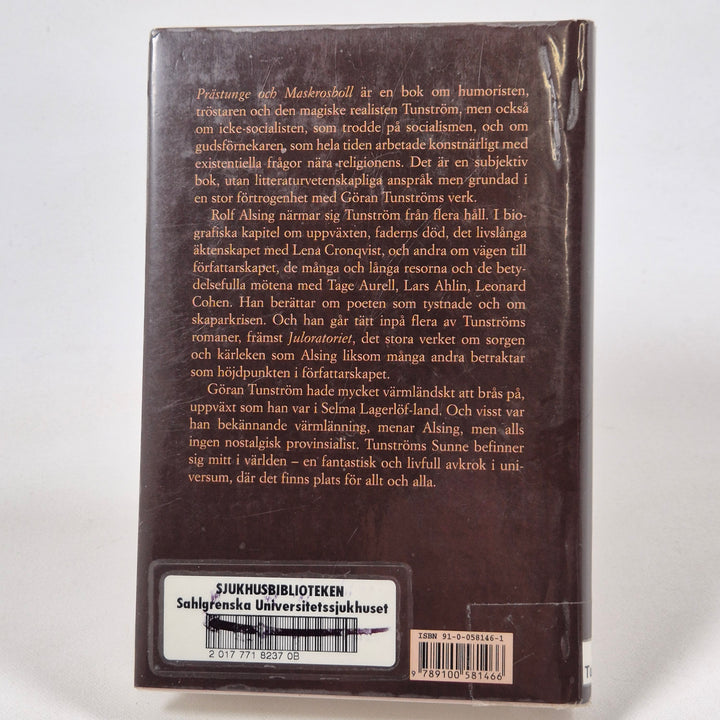 Prästunge och Maskrosboll är en bok om humoristen,
tröstaren och den magiske realisten Tunström, men också
om icke-socialisten, som trodde på socialismen, och om
gudsförnekaren, som hela tiden arbetade konstnärligt med
existentiella frågor nära religionens. Det är en subjektiv
bok, utan litteraturvetenskapliga anspråk men grundad i
en stor förtrogenhet med Göran Tunströms verk.
Rolf Alsing närmar sig Tunström från flera håll. I bio-
grafiska kapitel om uppväxten, faderns död, det livslånga
äktenskapet med Lena Cronqvist, och andra om vägen till
författarskapet, de många och långa resorna och de bety-
delsefulla mötena med Tage Aurell, Lars Ahlin, Leonard
Cohen. Han berättar om poeten som tystnade och om
skaparkrisen. Och han går tätt inpå flera av Tunströms
romaner, främst Juloratoriet, det stora verket om sorgen
och kärleken som Alsing liksom många andra betraktar
som höjdpunkten i författarskapet.
Göran Tunström hade mycket värmländskt att brås på,
uppväxt som han var i Selma Lagerlöf-land. Och visst var
han bekännande värmlänning, menar Alsing, men alls
ingen nostalgisk provinsialist. Tunströms Sunne befinner
sig mitt i världen – en fantastisk och livfull avkrok i uni-
versum, där det finns plats för allt och alla.
SJUKHUSBIBLIOTEKEN
Sahlgrenska Universitetssjukhuset
2 017 771 8237 0B
ISBN 91-0-058146-1
9 789100 581466